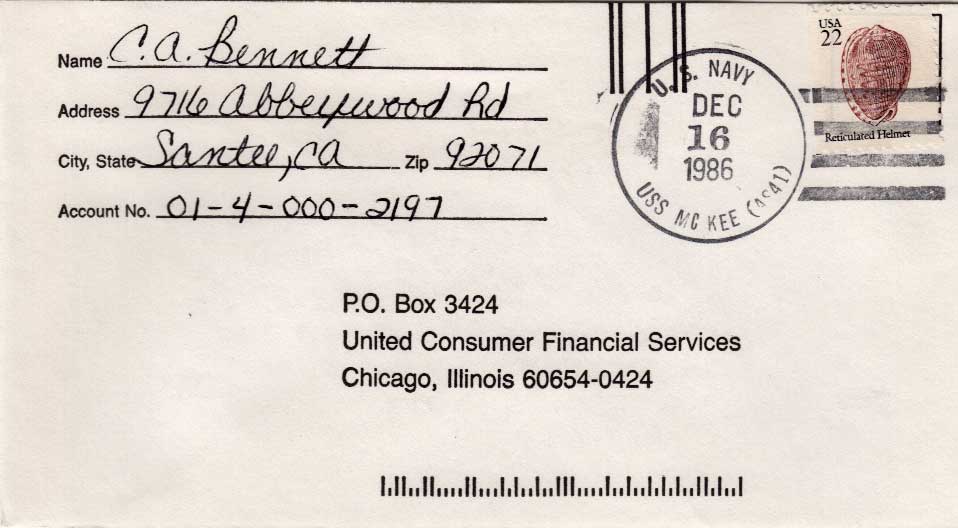 Name C.A. Bennett
Address 9716 Abbeywood Rd
City, State Santee, CA Zip 92071
Account No. 01-4-000-2197
U.S. NAVY
DEC
16
1986
USS MC KEE (AS41)
USA
22
Reticulated Helmet
P.O. Box 3424
United Consumer Financial Services
Chicago, Illinois 60654-0424